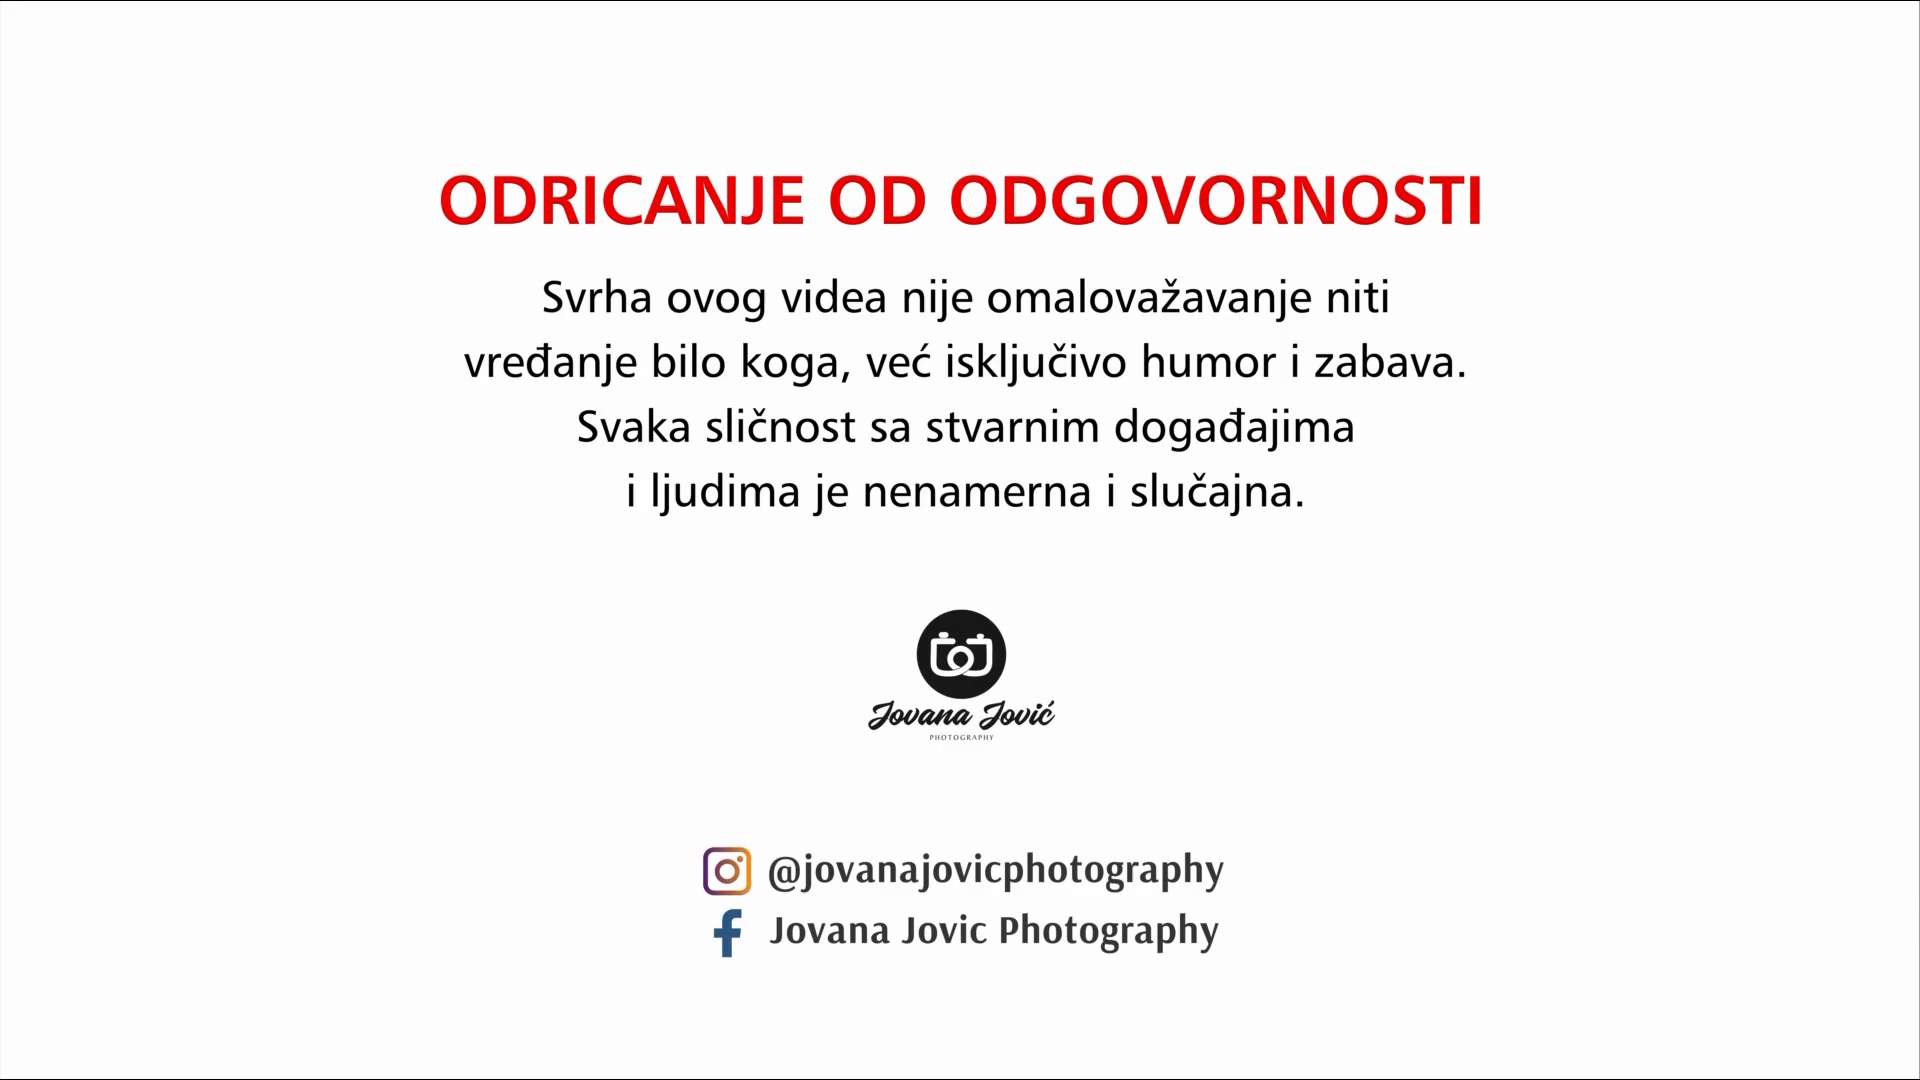 ODRICANJE OD ODGOVORNOSTI
Svrha ovog videa nije omalovažavanje niti
vređanje bilo koga, već isključivo humor i zabava.
Svaka sličnost sa stvarnim događajima
i ljudima je nenamerna i slučajna.
Jovana Jović
PHOTOGRAPHY
@jovanajovicphotography
Jovana Jovic Photography